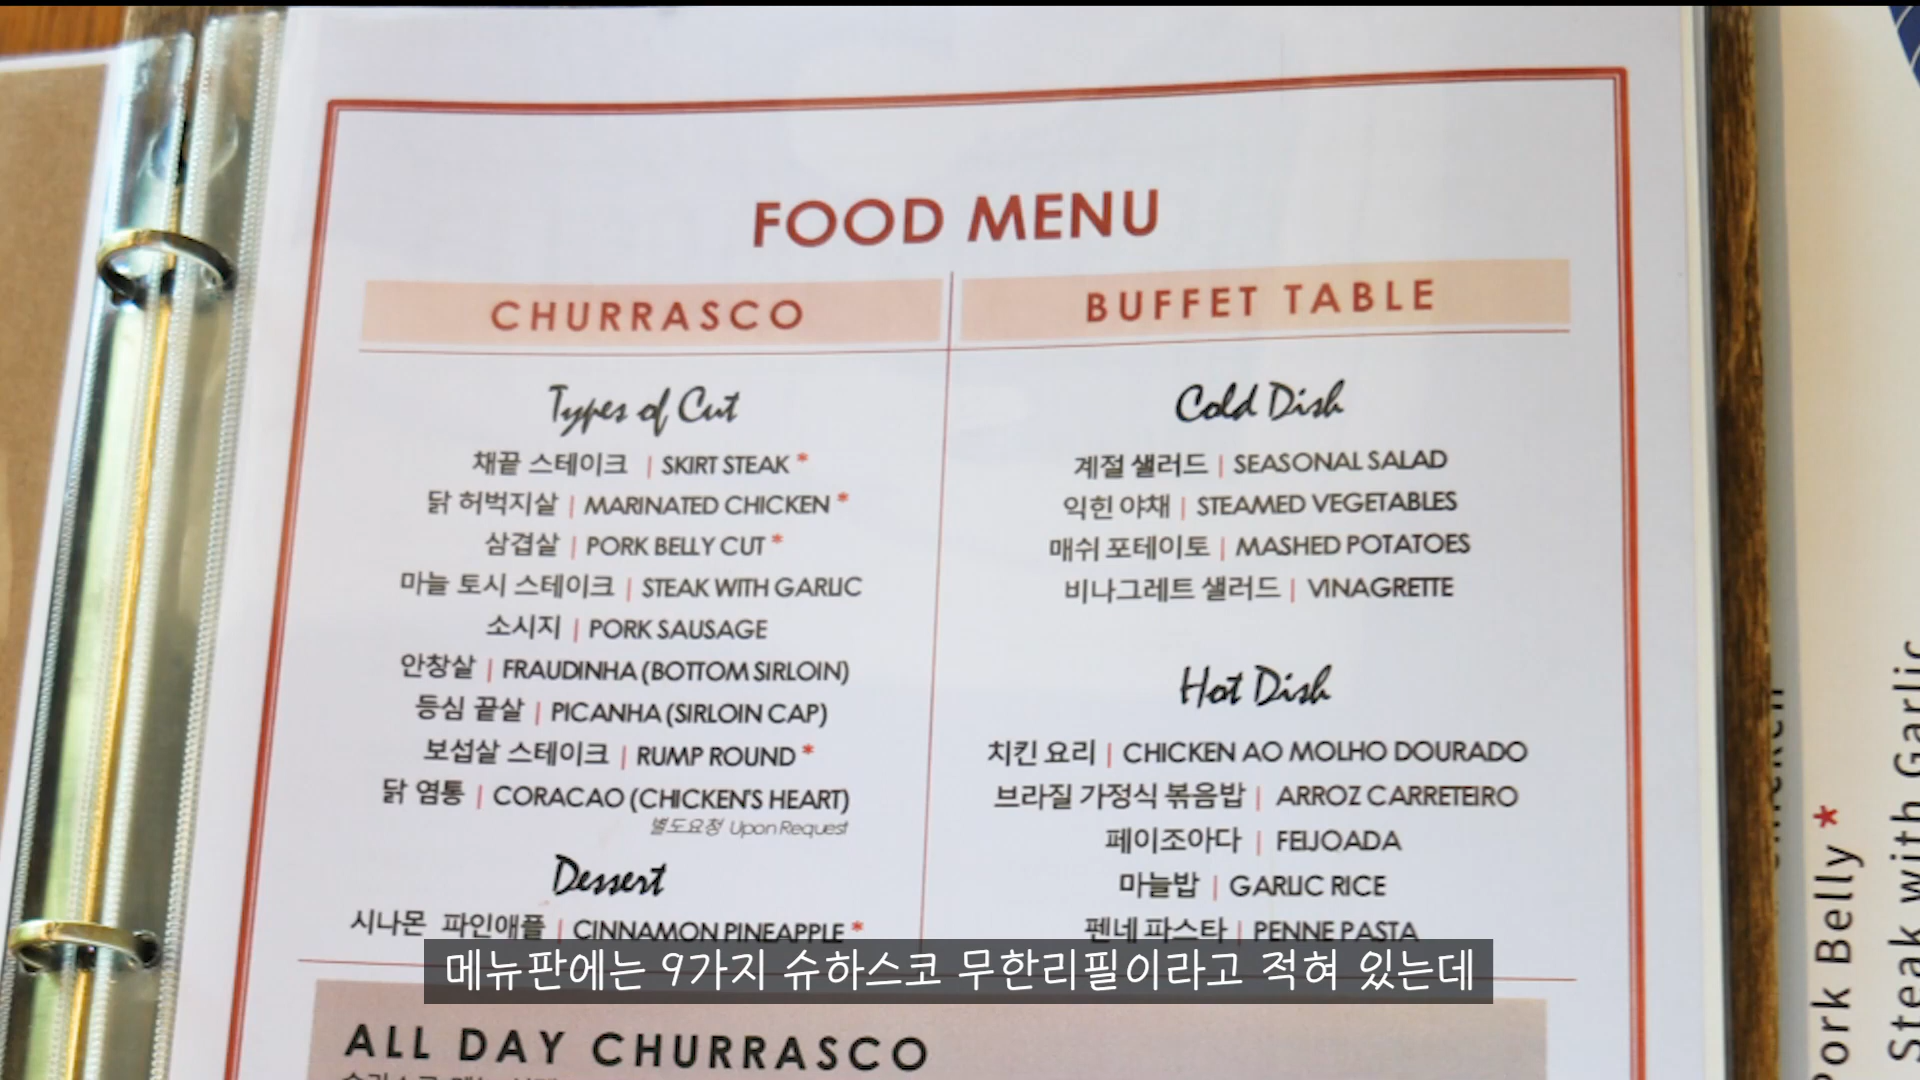 FOOD MENU
CHURRASCO
Types of Cut
채끝 스테이크 | SKIRT STEAK *
닭 허벅지살 | MARINATED CHICKEN *
삼겹살 | PORK BELLY CUT *
마늘 토시 스테이크 | STEAK WITH GARLIC
소시지 | PORK SAUSAGE
안창살 | FRAUDINHA (BOTTOM SIRLOIN)
등심 끝살 | PICANHA (SIRLOIN CAP)
보섭살 스테이크 | RUMP ROUND *
닭 염통 | CORACAO (CHICKEN'S HEART)
별도요청 Upon Request
Dessert
시나몬 파인애플 | CINNAMON PINEAPPLE *
BUFFET TABLE
Cold Dish
계절 샐러드 | SEASONAL SALAD
익힌 야채 | STEAMED VEGETABLES
매쉬 포테이토 | MASHED POTATOES
비나그레트 샐러드 | VINAGRETTE
Hot Dish
치킨 요리 | CHICKEN AO MOLHO DOURADO
브라질 가정식 볶음밥 | ARROZ CARRETEIRO
페이조아다 | FEIJOADA
마늘밥 | GARLIC RICE
펜네 파스타 | PENNE PASTA
메뉴판에는 9가지 슈하스코 무한리필이라고 적혀 있는데
ALL DAY CHURRASCO
Pork Belly *
Steak with Garlic